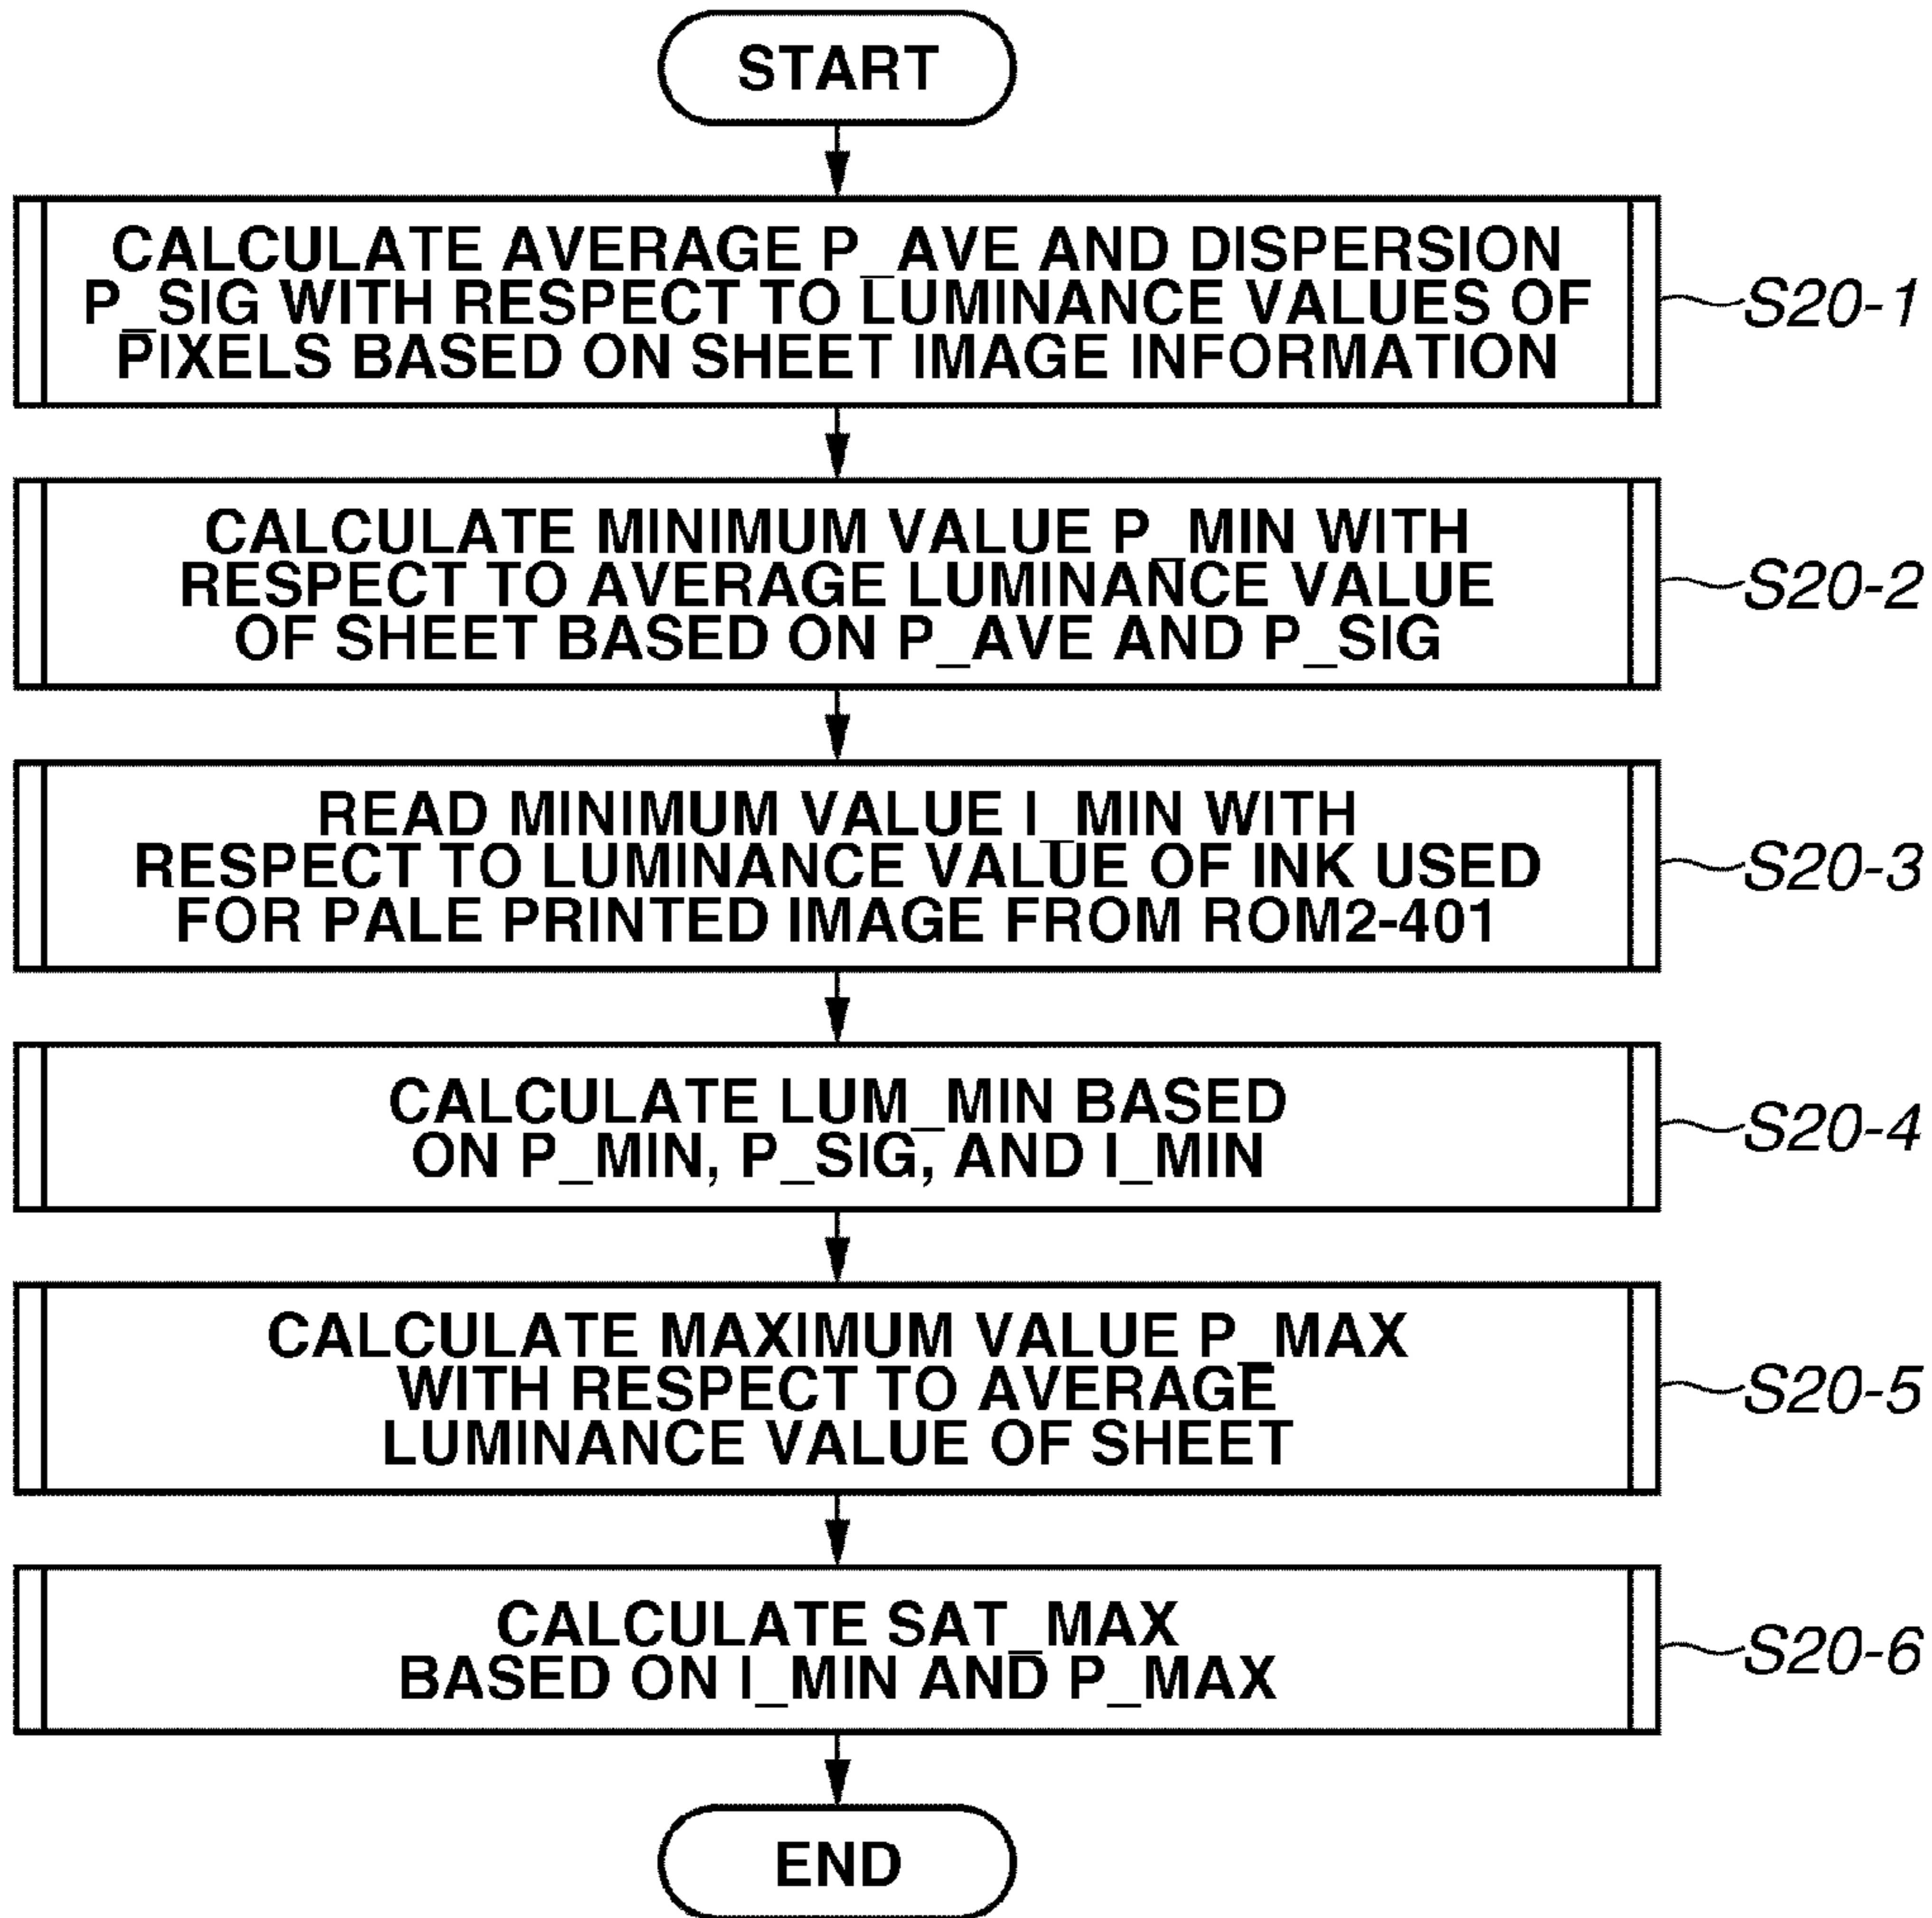 START
CALCULATE AVERAGE P_AVE AND DISPERSION
P_SIG WITH RESPECT TO LUMINANCE VALUES OF
PIXELS BASED ON SHEET IMAGE INFORMATION
S20-1
CALCULATE MINIMUM VALUE P_MIN WITH
RESPECT TO AVERAGE LUMINANCE VALUE
OF SHEET BASED ON P_AVE AND P_SIG
S20-2
READ MINIMUM VALUE I_MIN WITH
RESPECT TO LUMINANCE VALUE OF INK USED
FOR PALE PRINTED IMAGE FROM ROM2-401
S20-3
CALCULATE LUM_MIN BASED
ON P_MIN, P_SIG, AND I_MIN
S20-4
CALCULATE MAXIMUM VALUE P_MAX
WITH RESPECT TO AVERAGE
LUMINANCE VALUE OF SHEET
S20-5
CALCULATE SAT_MAX
BASED ON I_MIN AND P_MAX
S20-6
END